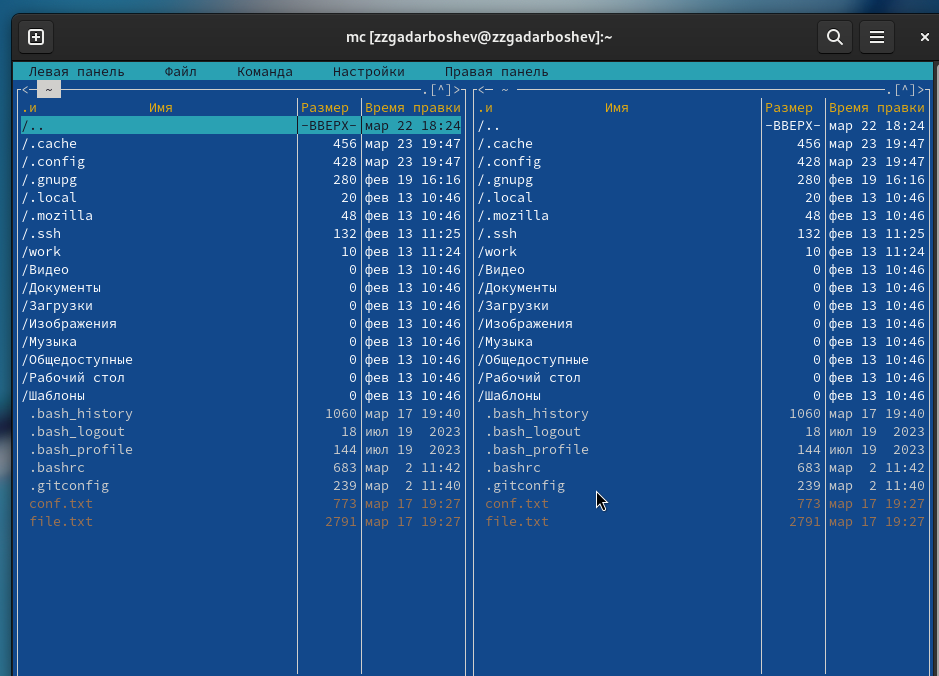 mc [zzgadarboshev@zzgadarboshev]:~
Левая панель Файл Команда Настройки Правая панель
<─ ~ ─.[^]>
.и Имя Размер Время правки
/.. -ВВЕРХ- мар 22 18:24
/.cache 456 мар 23 19:47
/.config 428 мар 23 19:47
/.gnupg 280 фев 19 16:16
/.local 20 фев 13 10:46
/.mozilla 48 фев 13 10:46
/.ssh 132 фев 13 11:25
/work 10 фев 13 11:24
/Видео 0 фев 13 10:46
/Документы 0 фев 13 10:46
/Загрузки 0 фев 13 10:46
/Изображения 0 фев 13 10:46
/Музыка 0 фев 13 10:46
/Общедоступные 0 фев 13 10:46
/Рабочий стол 0 фев 13 10:46
/Шаблоны 0 фев 13 10:46
.bash_history 1060 мар 17 19:40
.bash_logout 18 июл 19 2023
.bash_profile 144 июл 19 2023
.bashrc 683 мар 2 11:42
.gitconfig 239 мар 2 11:40
conf.txt 773 мар 17 19:27
file.txt 2791 мар 17 19:27
<─ ~ ─.[^]>
.и Имя Размер Время правки
/.. -ВВЕРХ- мар 22 18:24
/.cache 456 мар 23 19:47
/.config 428 мар 23 19:47
/.gnupg 280 фев 19 16:16
/.local 20 фев 13 10:46
/.mozilla 48 фев 13 10:46
/.ssh 132 фев 13 11:25
/work 10 фев 13 11:24
/Видео 0 фев 13 10:46
/Документы 0 фев 13 10:46
/Загрузки 0 фев 13 10:46
/Изображения 0 фев 13 10:46
/Музыка 0 фев 13 10:46
/Общедоступные 0 фев 13 10:46
/Рабочий стол 0 фев 13 10:46
/Шаблоны 0 фев 13 10:46
.bash_history 1060 мар 17 19:40
.bash_logout 18 июл 19 2023
.bash_profile 144 июл 19 2023
.bashrc 683 мар 2 11:42
.gitconfig 239 мар 2 11:40
conf.txt 773 мар 17 19:27
file.txt 2791 мар 17 19:27